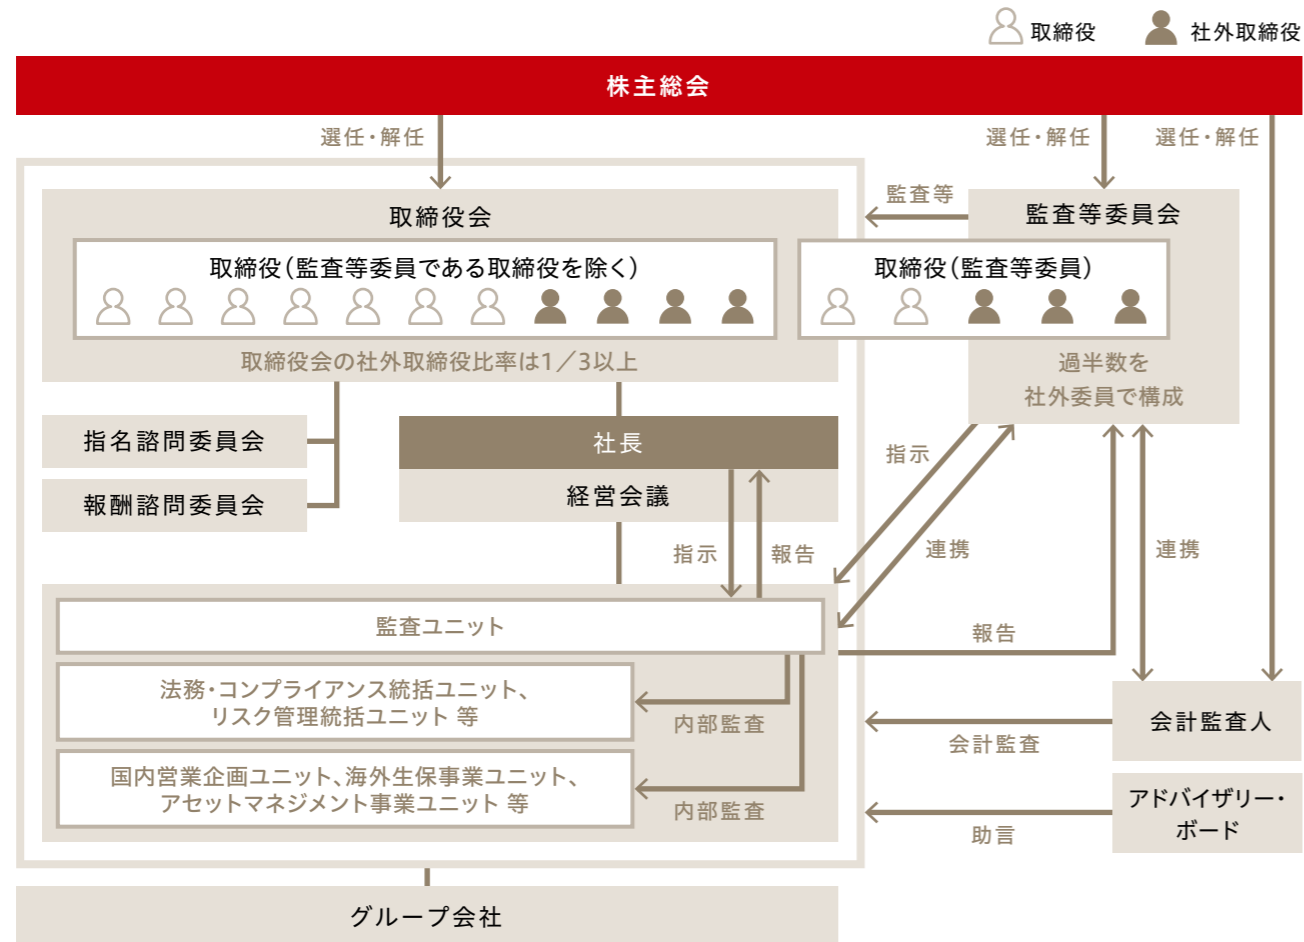 取締役
社外取締役
株主総会
選任・解任
選任・解任
選任・解任
取締役会
取締役（監査等委員である取締役を除く）
取締役会の社外取締役比率は1／3以上
監査等
監査等委員会
取締役（監査等委員）
過半数を
社外委員で構成
指名諮問委員会
報酬諮問委員会
社長
経営会議
指示
報告
指示
連携
連携
監査ユニット
報告
法務・コンプライアンス統括ユニット、
リスク管理統括ユニット 等
内部監査
国内営業企画ユニット、海外生保事業ユニット、
アセットマネジメント事業ユニット 等
内部監査
会計監査
会計監査人
助言
アドバイザリー・
ボード
グループ会社